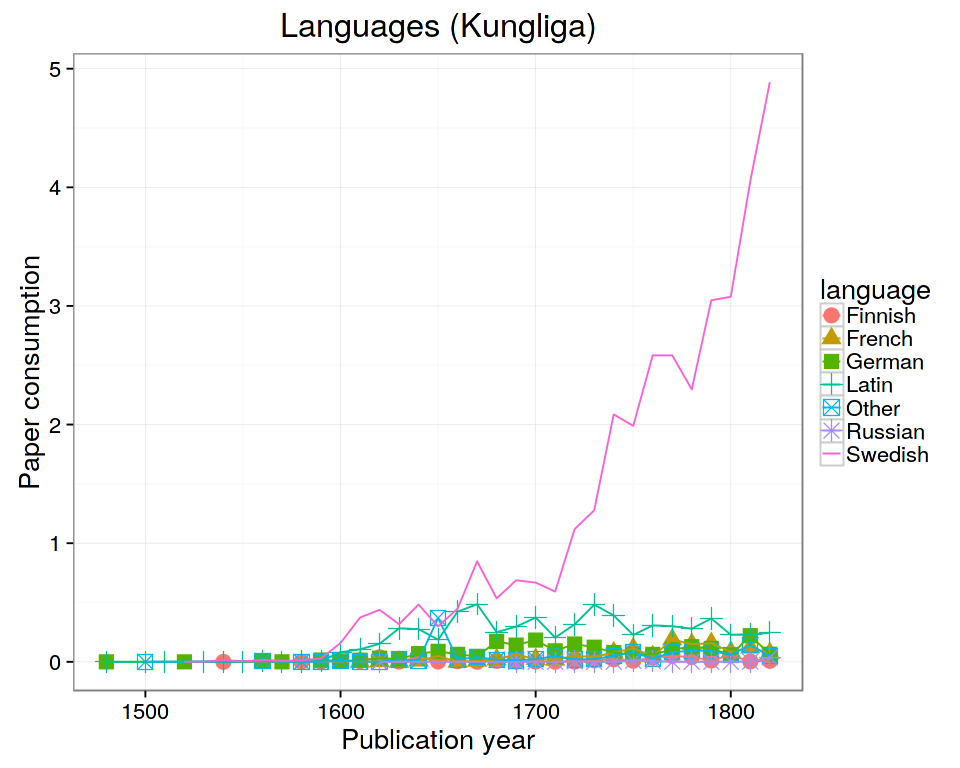 Languages (Kungliga)
5
4
3
2
1
0
Paper consumption
1500
1600
1700
1800
Publication year
language
Finnish
French
German
Latin
Other
Russian
Swedish